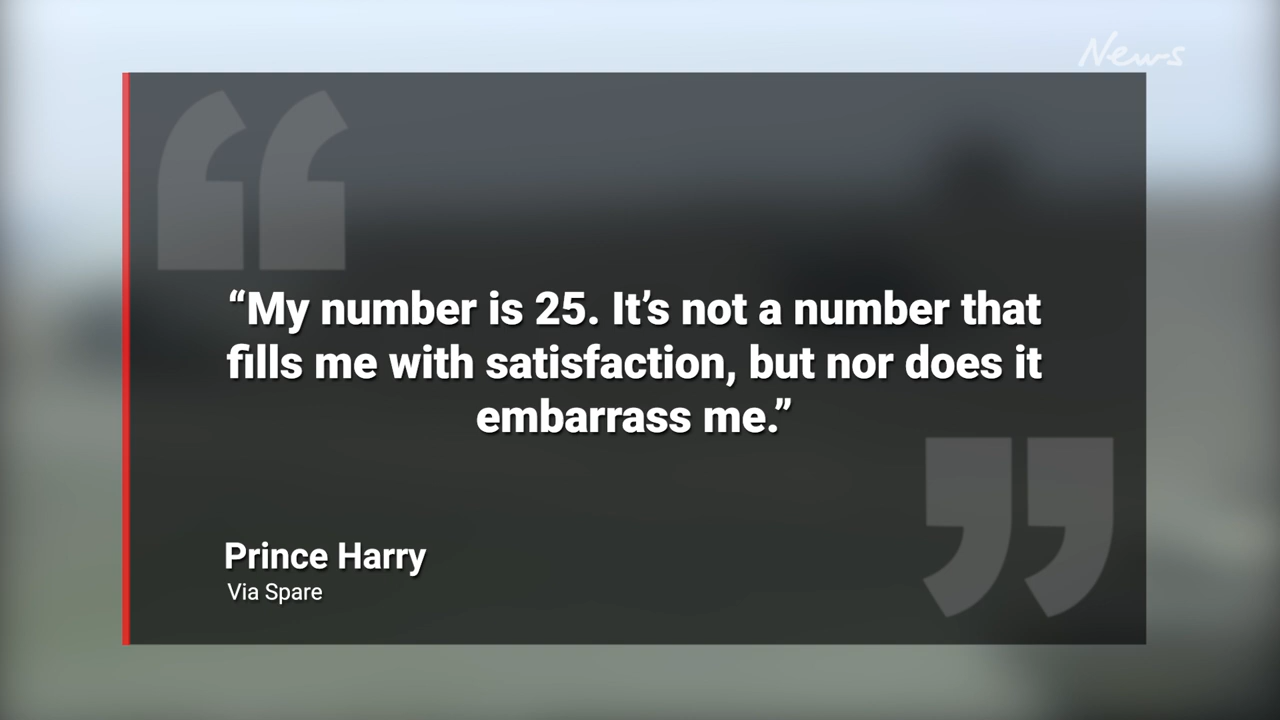 News
“My number is 25. It’s not a number that
fills me with satisfaction, but nor does it
embarrass me.”
Prince Harry
Via Spare